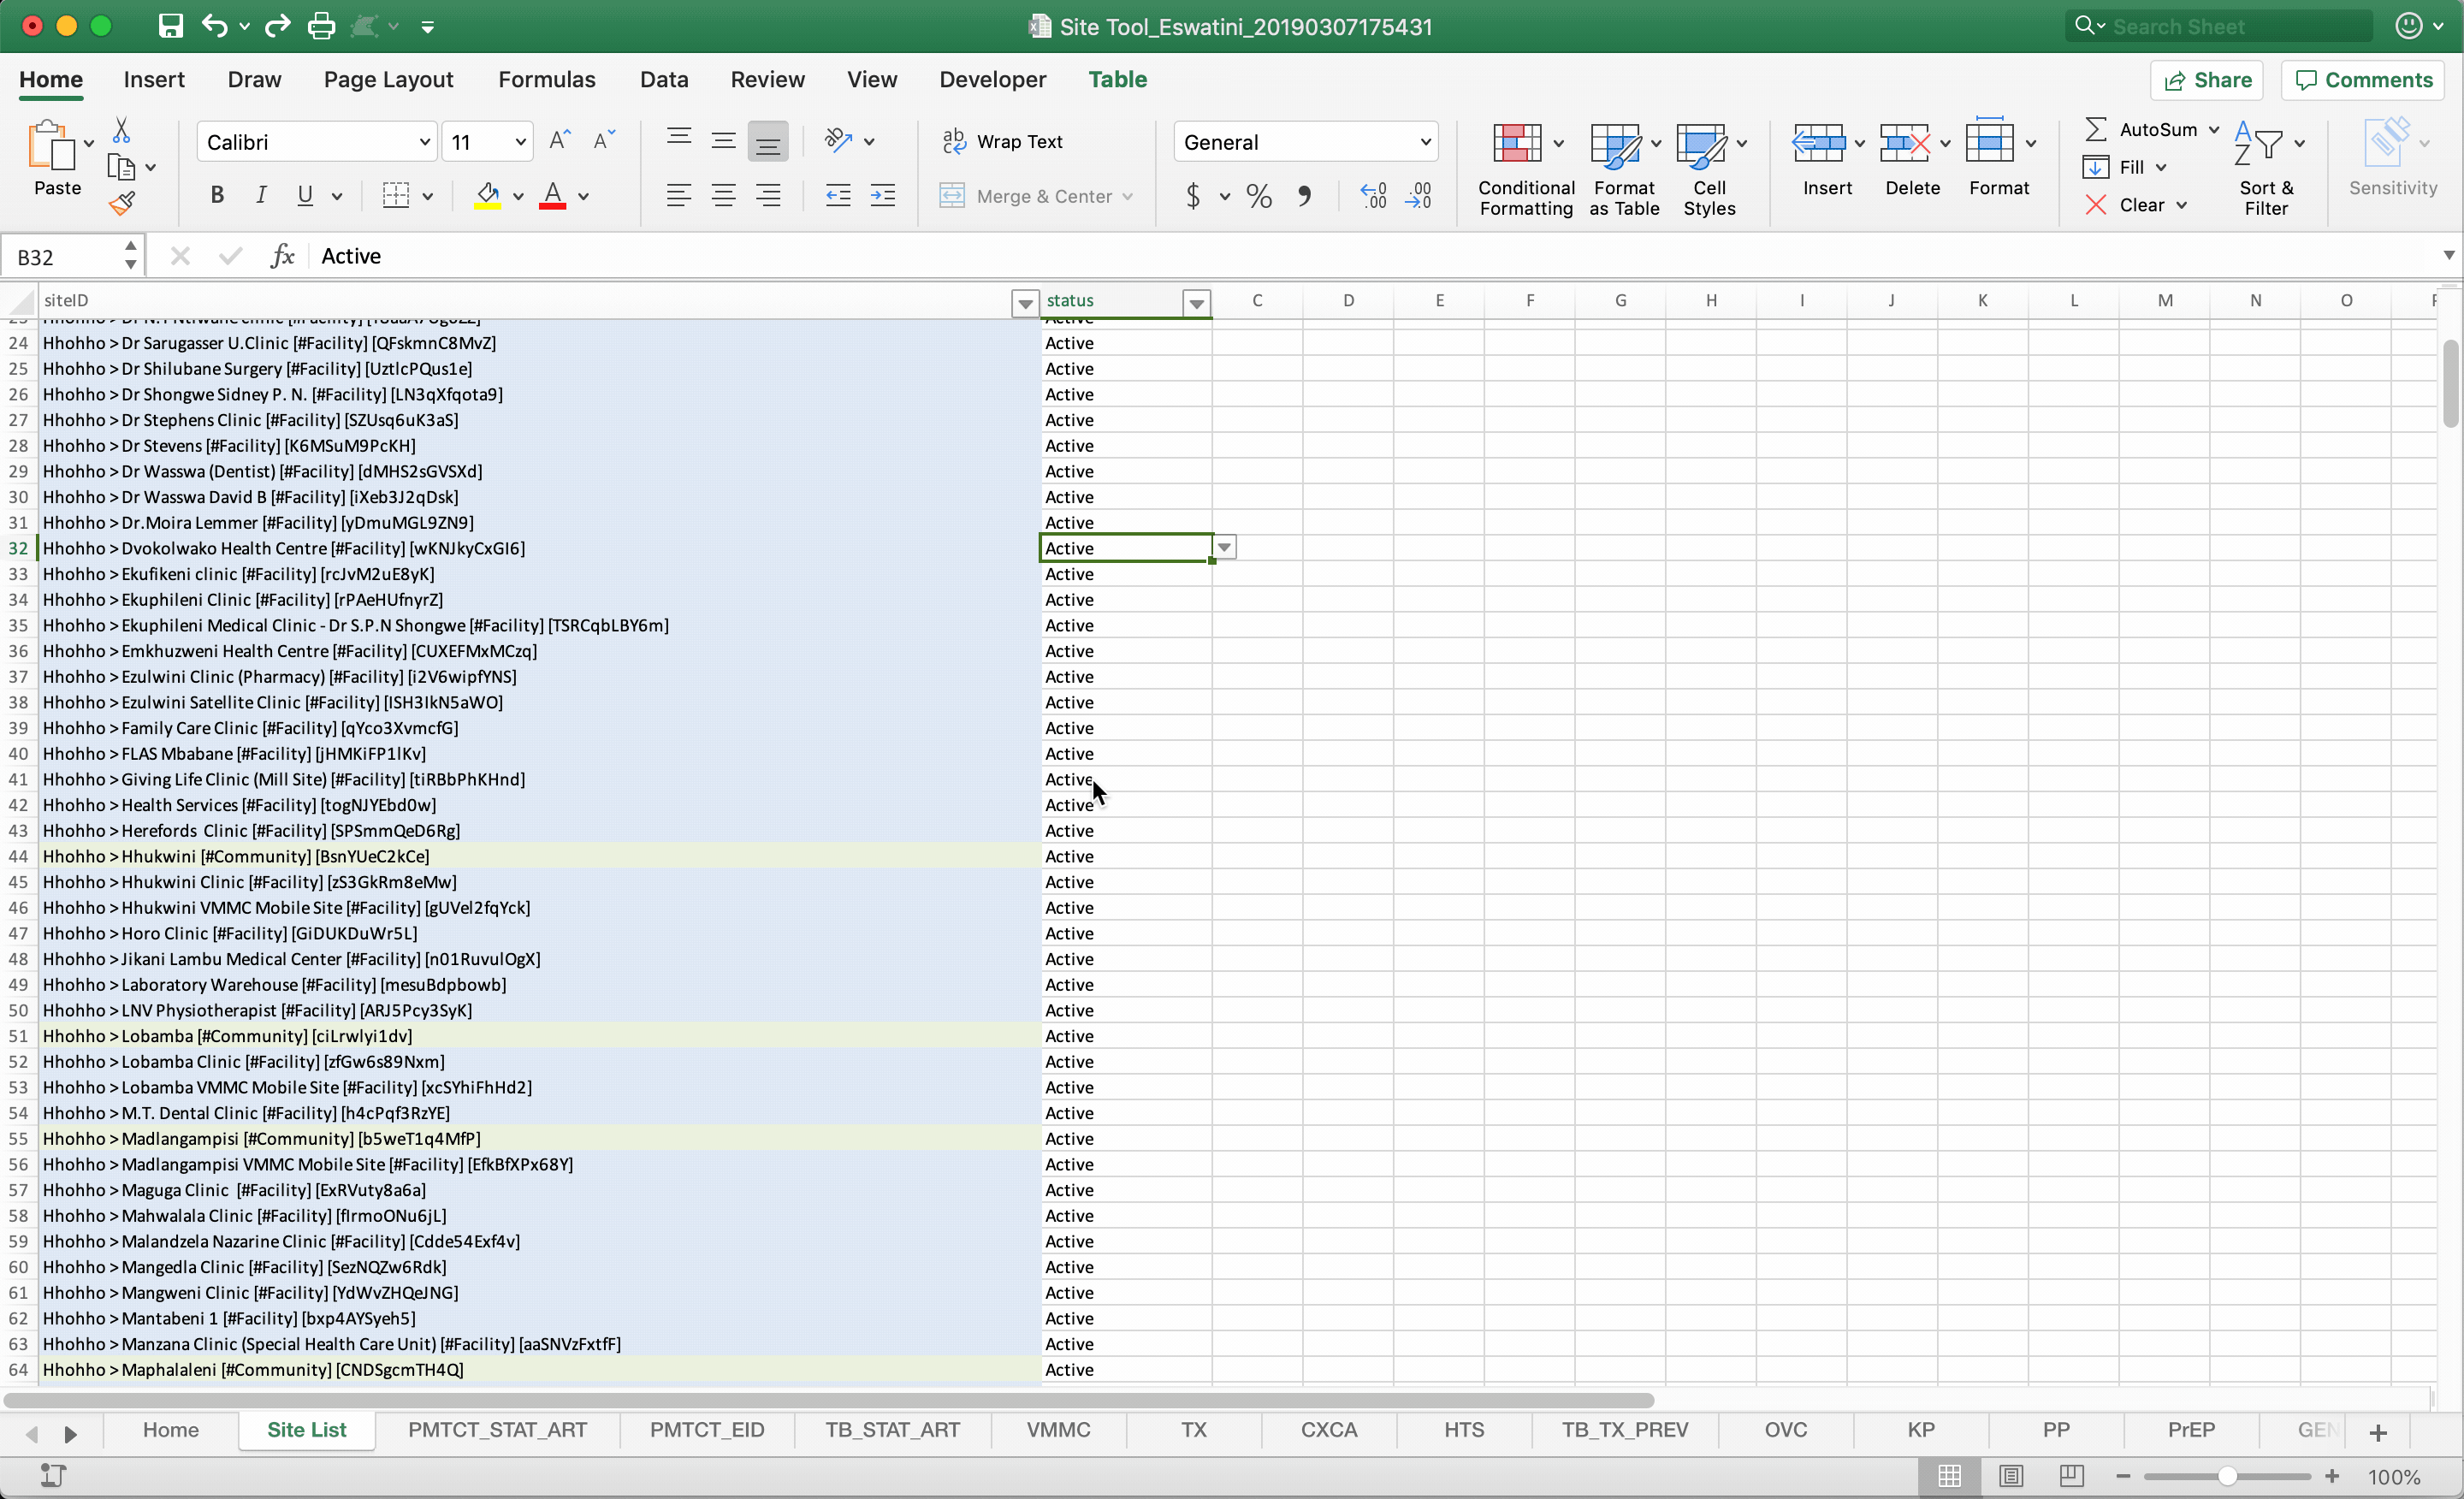 Site Tool_Eswatini_20190307175431
Search Sheet
Home Insert Draw Page Layout Formulas Data Review View Developer Table Share Comments
Paste
Calibri 11
B I U A
Wrap Text
Merge & Center
General
$ % ,
Conditional Formatting
Format as Table
Cell Styles
Insert
Delete
Format
AutoSum
Fill
Clear
Sort & Filter
Sensitivity
B32 fx Active
siteID status C D E F G H I J K L M N O
24 Hhohho > Dr Sarugasser U.Clinic [#Facility] [QFskmnC8MvZ] Active
25 Hhohho > Dr Shilubane Surgery [#Facility] [UztlcPQus1e] Active
26 Hhohho > Dr Shongwe Sidney P. N. [#Facility] [LN3qXfqota9] Active
27 Hhohho > Dr Stephens Clinic [#Facility] [SZUsq6uK3aS] Active
28 Hhohho > Dr Stevens [#Facility] [K6MSuM9PcKH] Active
29 Hhohho > Dr Wasswa (Dentist) [#Facility] [dMHS2sGVSXd] Active
30 Hhohho > Dr Wasswa David B [#Facility] [iXeb3J2qDsk] Active
31 Hhohho > Dr.Moira Lemmer [#Facility] [yDmuMGL9ZN9] Active
32 Hhohho > Dvokolwako Health Centre [#Facility] [wKNJkyCxGI6] Active
33 Hhohho > Ekufikeni clinic [#Facility] [rcJvM2uE8yK] Active
34 Hhohho > Ekuphileni Clinic [#Facility] [rPAeHUfnyrZ] Active
35 Hhohho > Ekuphileni Medical Clinic - Dr S.P.N Shongwe [#Facility] [TSRCqbLBY6m] Active
36 Hhohho > Emkhuzweni Health Centre [#Facility] [CUXEFMxMCzq] Active
37 Hhohho > Ezulwini Clinic (Pharmacy) [#Facility] [i2V6wipfYNS] Active
38 Hhohho > Ezulwini Satellite Clinic [#Facility] [ISH3IkN5aWO] Active
39 Hhohho > Family Care Clinic [#Facility] [qYco3XvmcfG] Active
40 Hhohho > FLAS Mbabane [#Facility] [jHMKiFP1lKv] Active
41 Hhohho > Giving Life Clinic (Mill Site) [#Facility] [tiRBbPhKHnd] Active
42 Hhohho > Health Services [#Facility] [togNJYEbd0w] Active
43 Hhohho > Herefords  Clinic [#Facility] [SPSmmQeD6Rg] Active
44 Hhohho > Hhukwini [#Community] [BsnYUeC2kCe] Active
45 Hhohho > Hhukwini Clinic [#Facility] [zS3GkRm8eMw] Active
46 Hhohho > Hhukwini VMMC Mobile Site [#Facility] [gUVel2fqYck] Active
47 Hhohho > Horo Clinic [#Facility] [GiDUKDuWr5L] Active
48 Hhohho > Jikani Lambu Medical Center [#Facility] [n01RuvulOgX] Active
49 Hhohho > Laboratory Warehouse [#Facility] [mesuBdpbowb] Active
50 Hhohho > LNV Physiotherapist [#Facility] [ARJ5Pcy3SyK] Active
51 Hhohho > Lobamba [#Community] [ciLrwlyi1dv] Active
52 Hhohho > Lobamba Clinic [#Facility] [zfGw6s89Nxm] Active
53 Hhohho > Lobamba VMMC Mobile Site [#Facility] [xcSYhiFhHd2] Active
54 Hhohho > M.T. Dental Clinic [#Facility] [h4cPqf3RzYE] Active
55 Hhohho > Madlangampisi [#Community] [b5weT1q4MfP] Active
56 Hhohho > Madlangampisi VMMC Mobile Site [#Facility] [EfkBfXPx68Y] Active
57 Hhohho > Maguga Clinic  [#Facility] [ExRVuty8a6a] Active
58 Hhohho > Mahwalala Clinic [#Facility] [flrmoONu6jL] Active
59 Hhohho > Malandzela Nazarine Clinic [#Facility] [Cdde54Exf4v] Active
60 Hhohho > Mangedla Clinic [#Facility] [SezNQZw6Rdk] Active
61 Hhohho > Mangweni Clinic [#Facility] [YdWvZHQeJNG] Active
62 Hhohho > Mantabeni 1 [#Facility] [bxp4AYSyeh5] Active
63 Hhohho > Manzana Clinic (Special Health Care Unit) [#Facility] [aaSNVzFxtfF] Active
64 Hhohho > Maphalaleni [#Community] [CNDSgcmTH4Q] Active
Home Site List PMTCT_STAT_ART PMTCT_EID TB_STAT_ART VMMC TX CXCA HTS TB_TX_PREV OVC KP PP PrEP GEN
100%